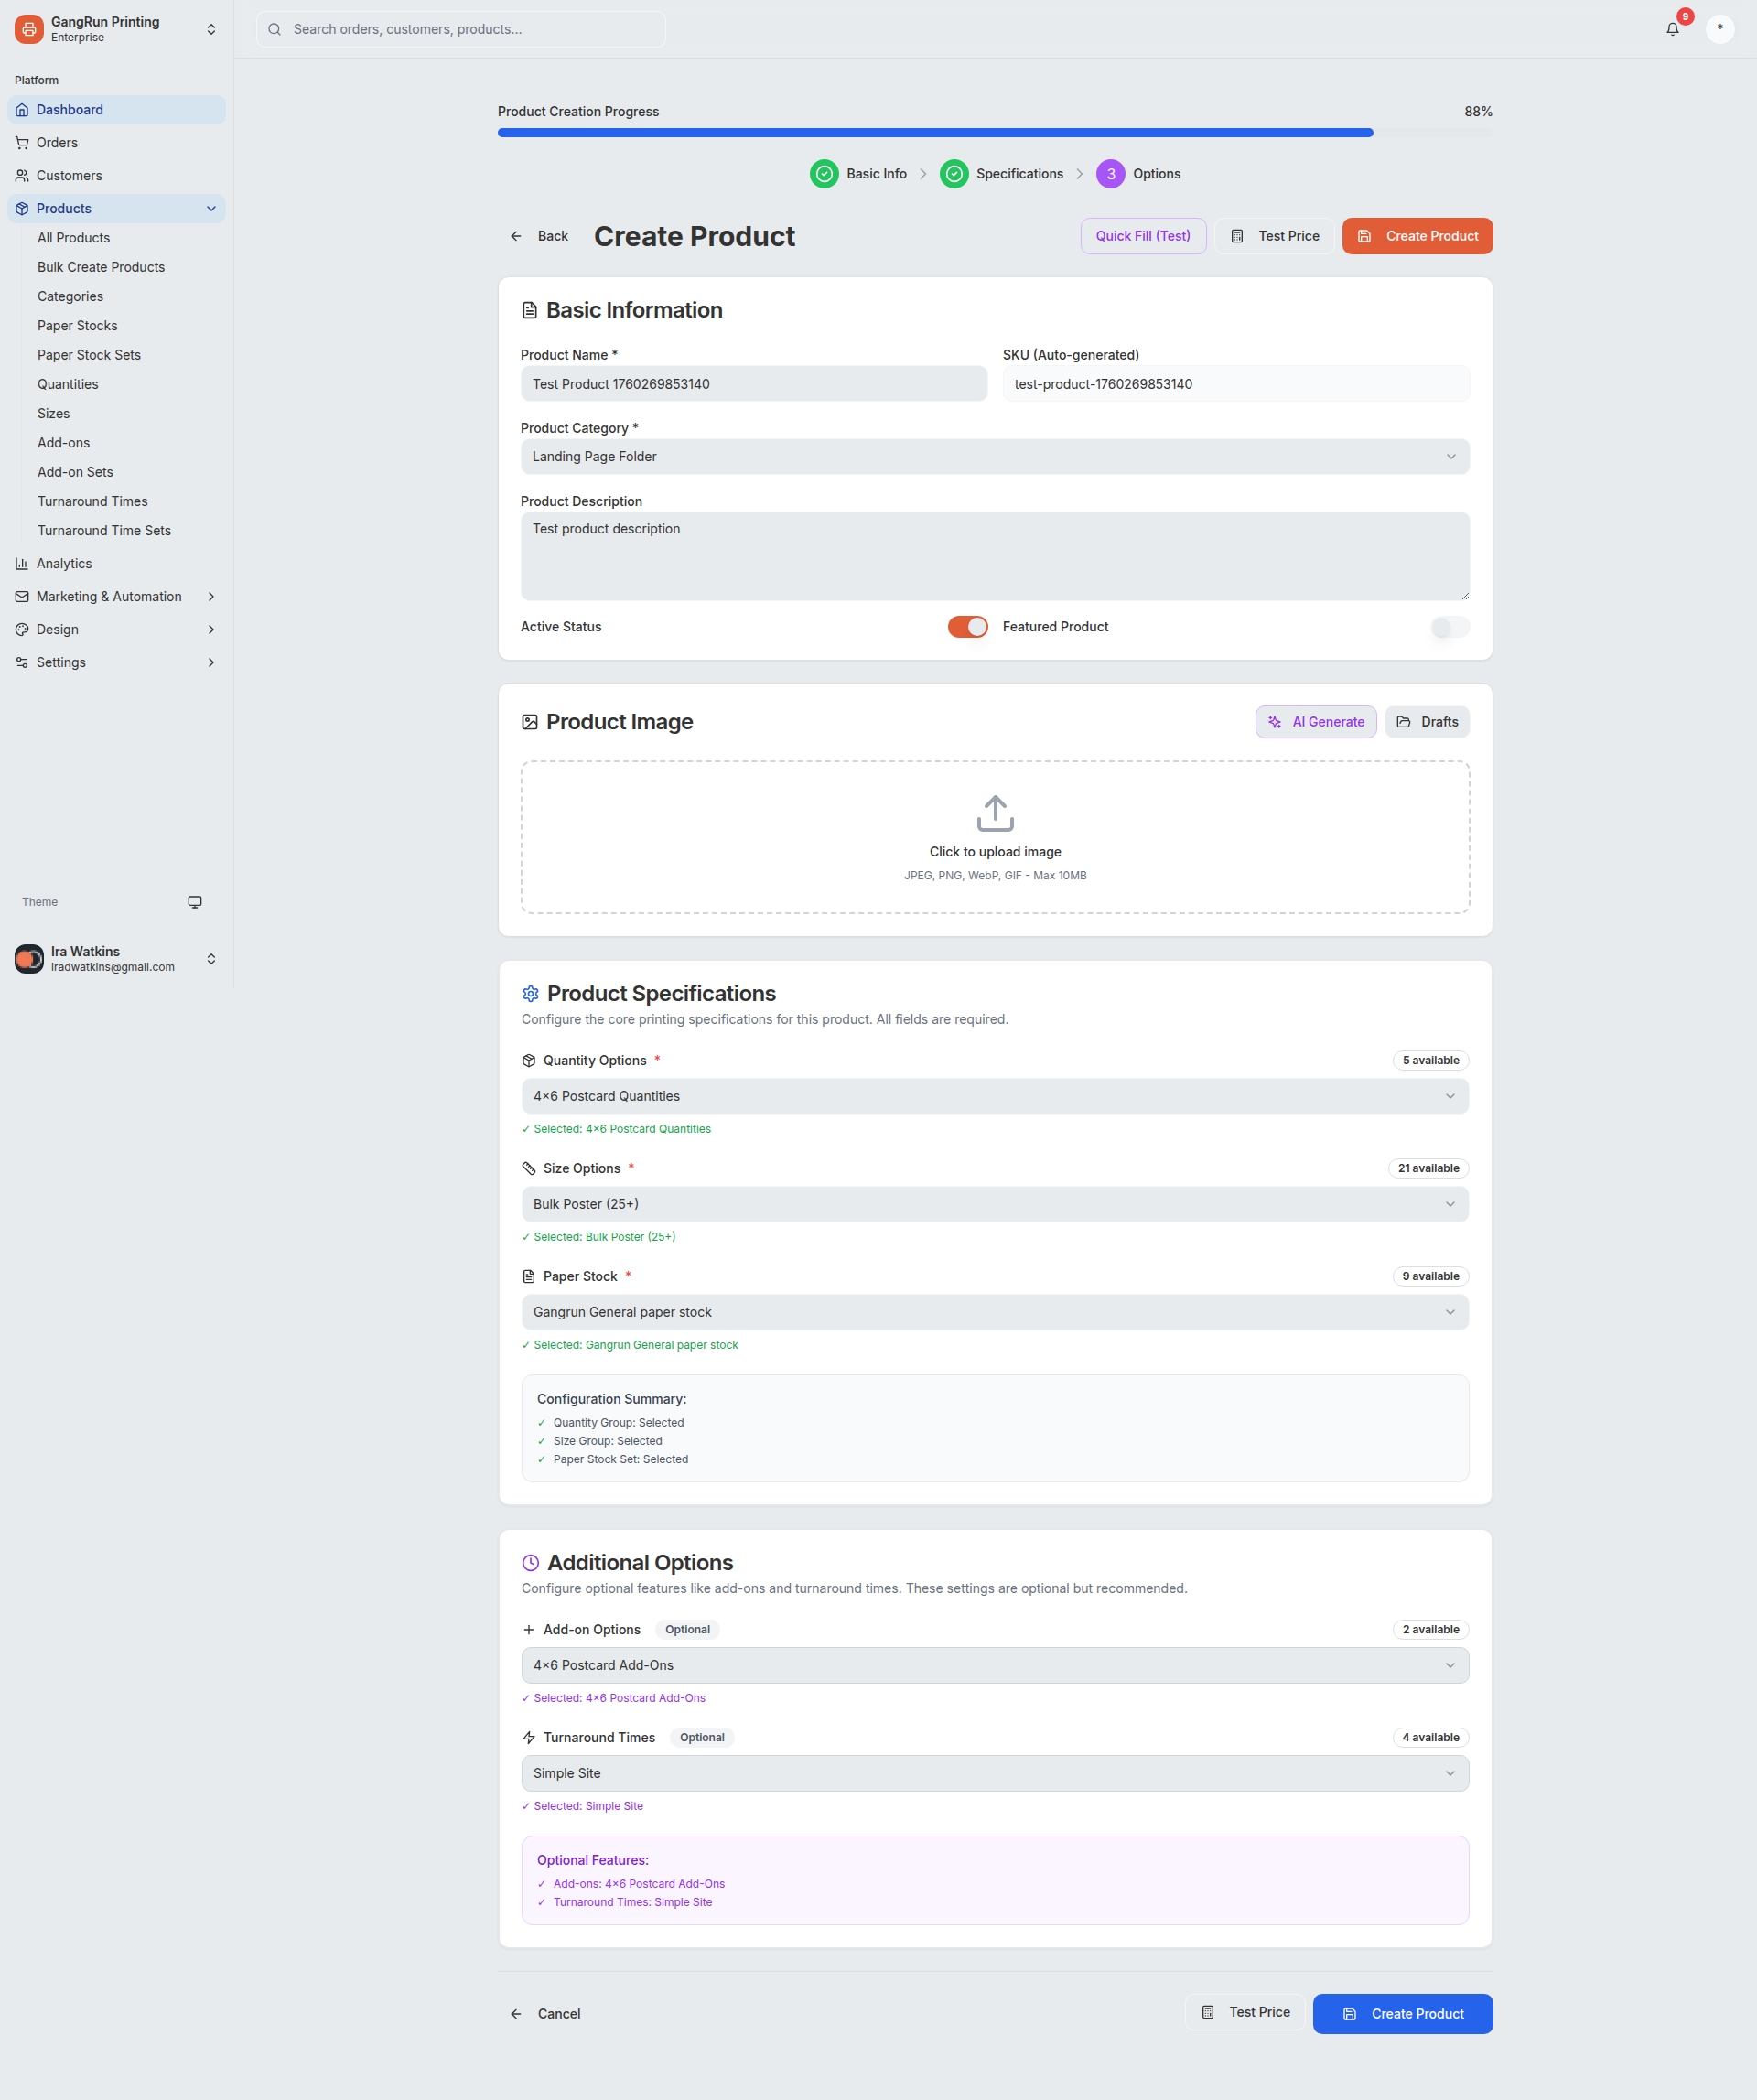 GangRun Printing
Enterprise
Platform
Dashboard
Orders
Customers
Products
All Products
Bulk Create Products
Categories
Paper Stocks
Paper Stock Sets
Quantities
Sizes
Add-ons
Add-on Sets
Turnaround Times
Turnaround Time Sets
Analytics
Marketing & Automation
Design
Settings
Theme
Ira Watkins
iradwatkins@gmail.com
Search orders, customers, products...
9
*
Product Creation Progress
88%
Basic Info
Specifications
3
Options
Back
Create Product
Quick Fill (Test)
Test Price
Create Product
Basic Information
Product Name *
SKU (Auto-generated)
Test Product 1760269853140
test-product-1760269853140
Product Category *
Landing Page Folder
Product Description
Test product description
Active Status
Featured Product
Product Image
AI Generate
Drafts
Click to upload image
JPEG, PNG, WebP, GIF - Max 10MB
Product Specifications
Configure the core printing specifications for this product. All fields are required.
Quantity Options *
5 available
4×6 Postcard Quantities
✓ Selected: 4×6 Postcard Quantities
Size Options *
21 available
Bulk Poster (25+)
✓ Selected: Bulk Poster (25+)
Paper Stock *
9 available
Gangrun General paper stock
✓ Selected: Gangrun General paper stock
Configuration Summary:
✓ Quantity Group: Selected
✓ Size Group: Selected
✓ Paper Stock Set: Selected
Additional Options
Configure optional features like add-ons and turnaround times. These settings are optional but recommended.
Add-on Options
Optional
2 available
4×6 Postcard Add-Ons
✓ Selected: 4×6 Postcard Add-Ons
Turnaround Times
Optional
4 available
Simple Site
✓ Selected: Simple Site
Optional Features:
✓ Add-ons: 4×6 Postcard Add-Ons
✓ Turnaround Times: Simple Site
Cancel
Test Price
Create Product